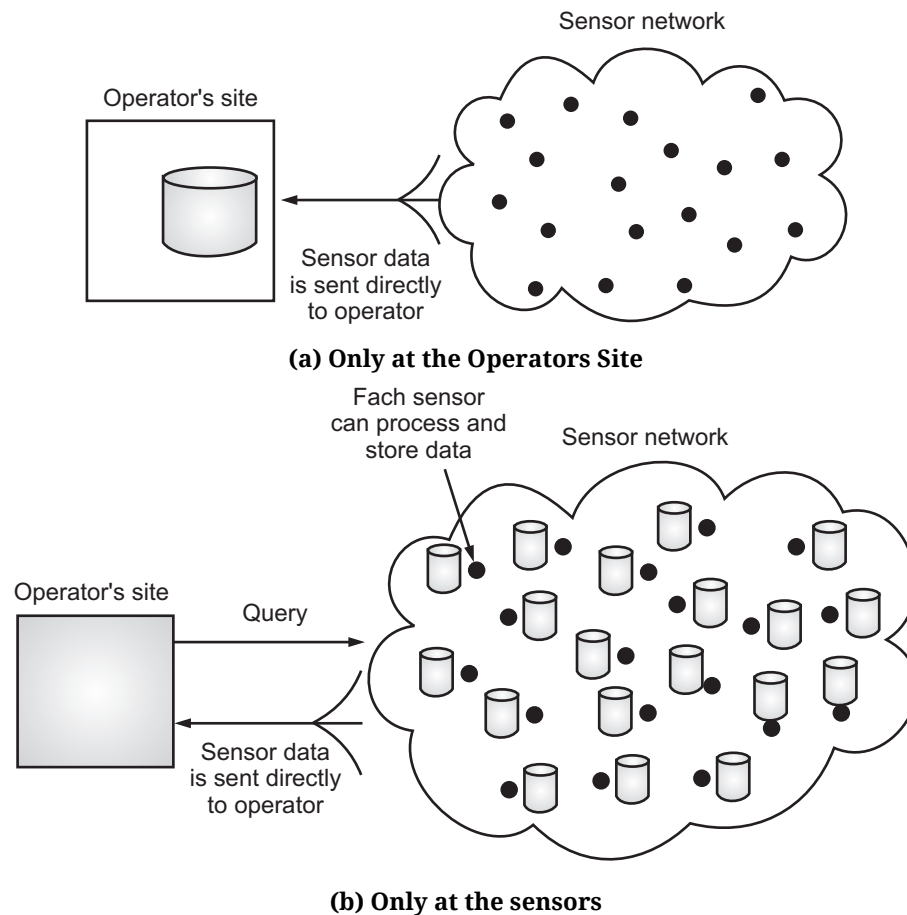 Sensor network
Operator's site
Sensor data
is sent directly
to operator
(a) Only at the Operators Site
Fach sensor
can process and
store data
Sensor network
Operator's site
Query
Sensor data
is sent directly
to operator
(b) Only at the sensors